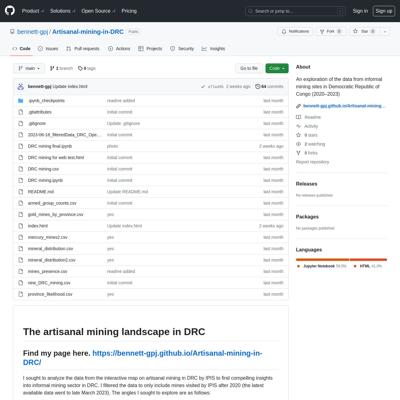 Product Solutions Open Source Pricing
Search or jump to... /
Sign in Sign up
bennett-gpj / Artisanal-mining-in-DRC Public
Notifications Fork 0 Star 0
Code Issues Pull requests Actions Projects Security Insights
main 1 branch 0 tags Go to file Code
bennett-gpj Update index.html 2 weeks ago 64 commits
.ipynb_checkpoints readme added last month
.gitattributes Initial commit last month
.gitignore Update .gitignore last month
2023-06-16_filteredData_DRC_Ope... Initial commit last month
DRC mining final.ipynb photo 2 weeks ago
DRC mining for web test.html Initial commit last month
DRC mining.csv Initial commit last month
DRC mining.ipynb Initial commit last month
README.md Update README.md last month
armed_group_counts.csv Initial commit last month
gold_mines_by_province.csv yes last month
index.html Update index.html 2 weeks ago
mercury_mines2.csv yes last month
mineral_distribution.csv yes last month
mineral_distribution2.csv yes last month
mines_presence.csv readme added last month
new_DRC_mining.csv Initial commit last month
province_likelihood.csv yes last month
The artisanal mining landscape in DRC
Find my page here. https://bennett-gpj.github.io/Artisanal-mining-in-
DRC/
I sought to analyze the data from the interactive map on artisanal mining in DRC by IPIS to find compelling insights
into informal mining sector in DRC. I filtered the data to only include mines visited by IPIS after 2020 (the latest
available data went to late March 2023). The angles I sought to explore are as follows:
About
An exploration of the data from informal
mining sites in Democratic Republic of
Congo (2020–2023)
bennett-gpj.github.io/Artisanal-mining...
Readme
Activity
0 stars
2 watching
0 forks
Report repository
Releases
No releases published
Packages
No packages published
Languages
Jupyter Notebook HTML